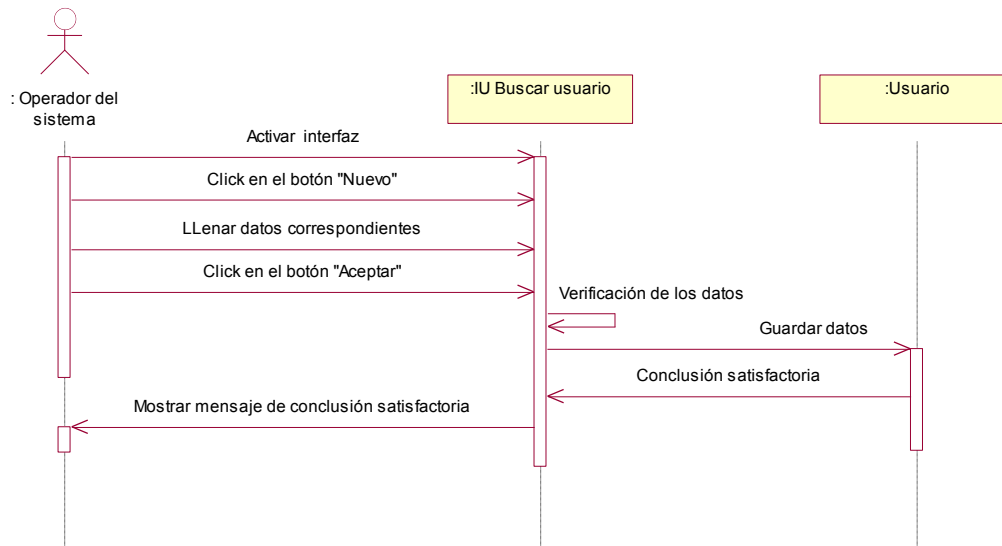 : Operador del
sistema
:IU Buscar usuario
:Usuario
Activar interfaz
Click en el botón "Nuevo"
LLenar datos correspondientes
Click en el botón "Aceptar"
Verificación de los datos
Guardar datos
Conclusión satisfactoria
Mostrar mensaje de conclusión satisfactoria